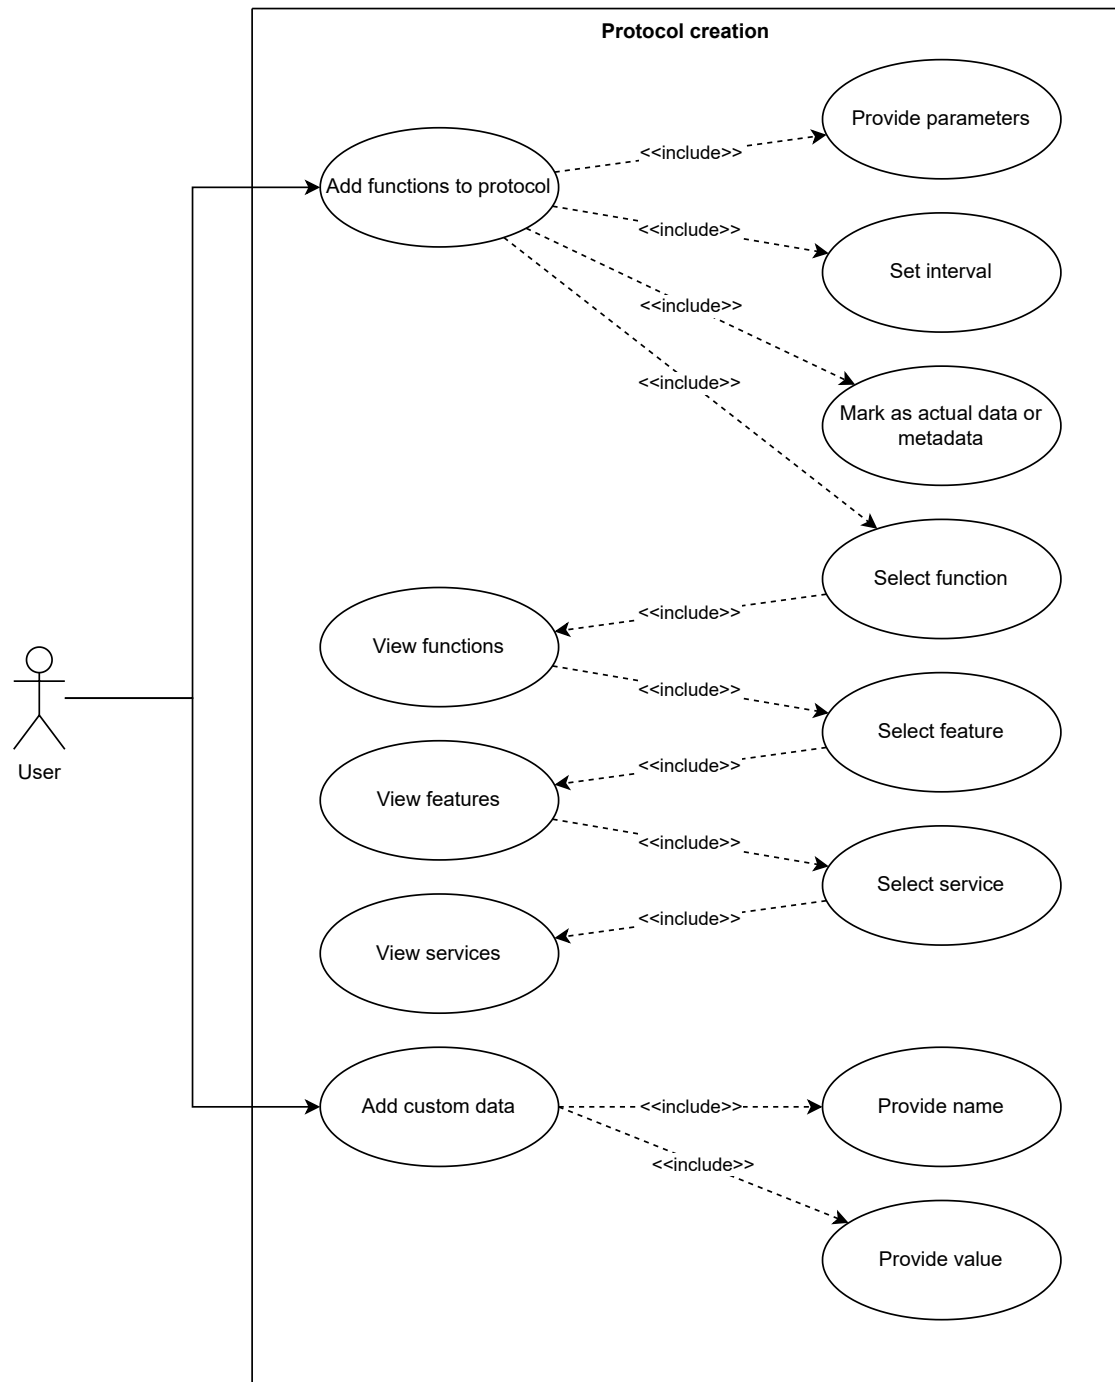 Protocol creation
Provide parameters
<<include>>
Add functions to protocol
<<include>>
Set interval
<<include>>
<<include>>
Mark as actual data or
metadata
Select function
<<include>>
View functions
<<include>>
Select feature
<<include>>
User
View features
<<include>>
Select service
<<include>>
View services
Add custom data
<<include>>
Provide name
<<include>>
Provide value